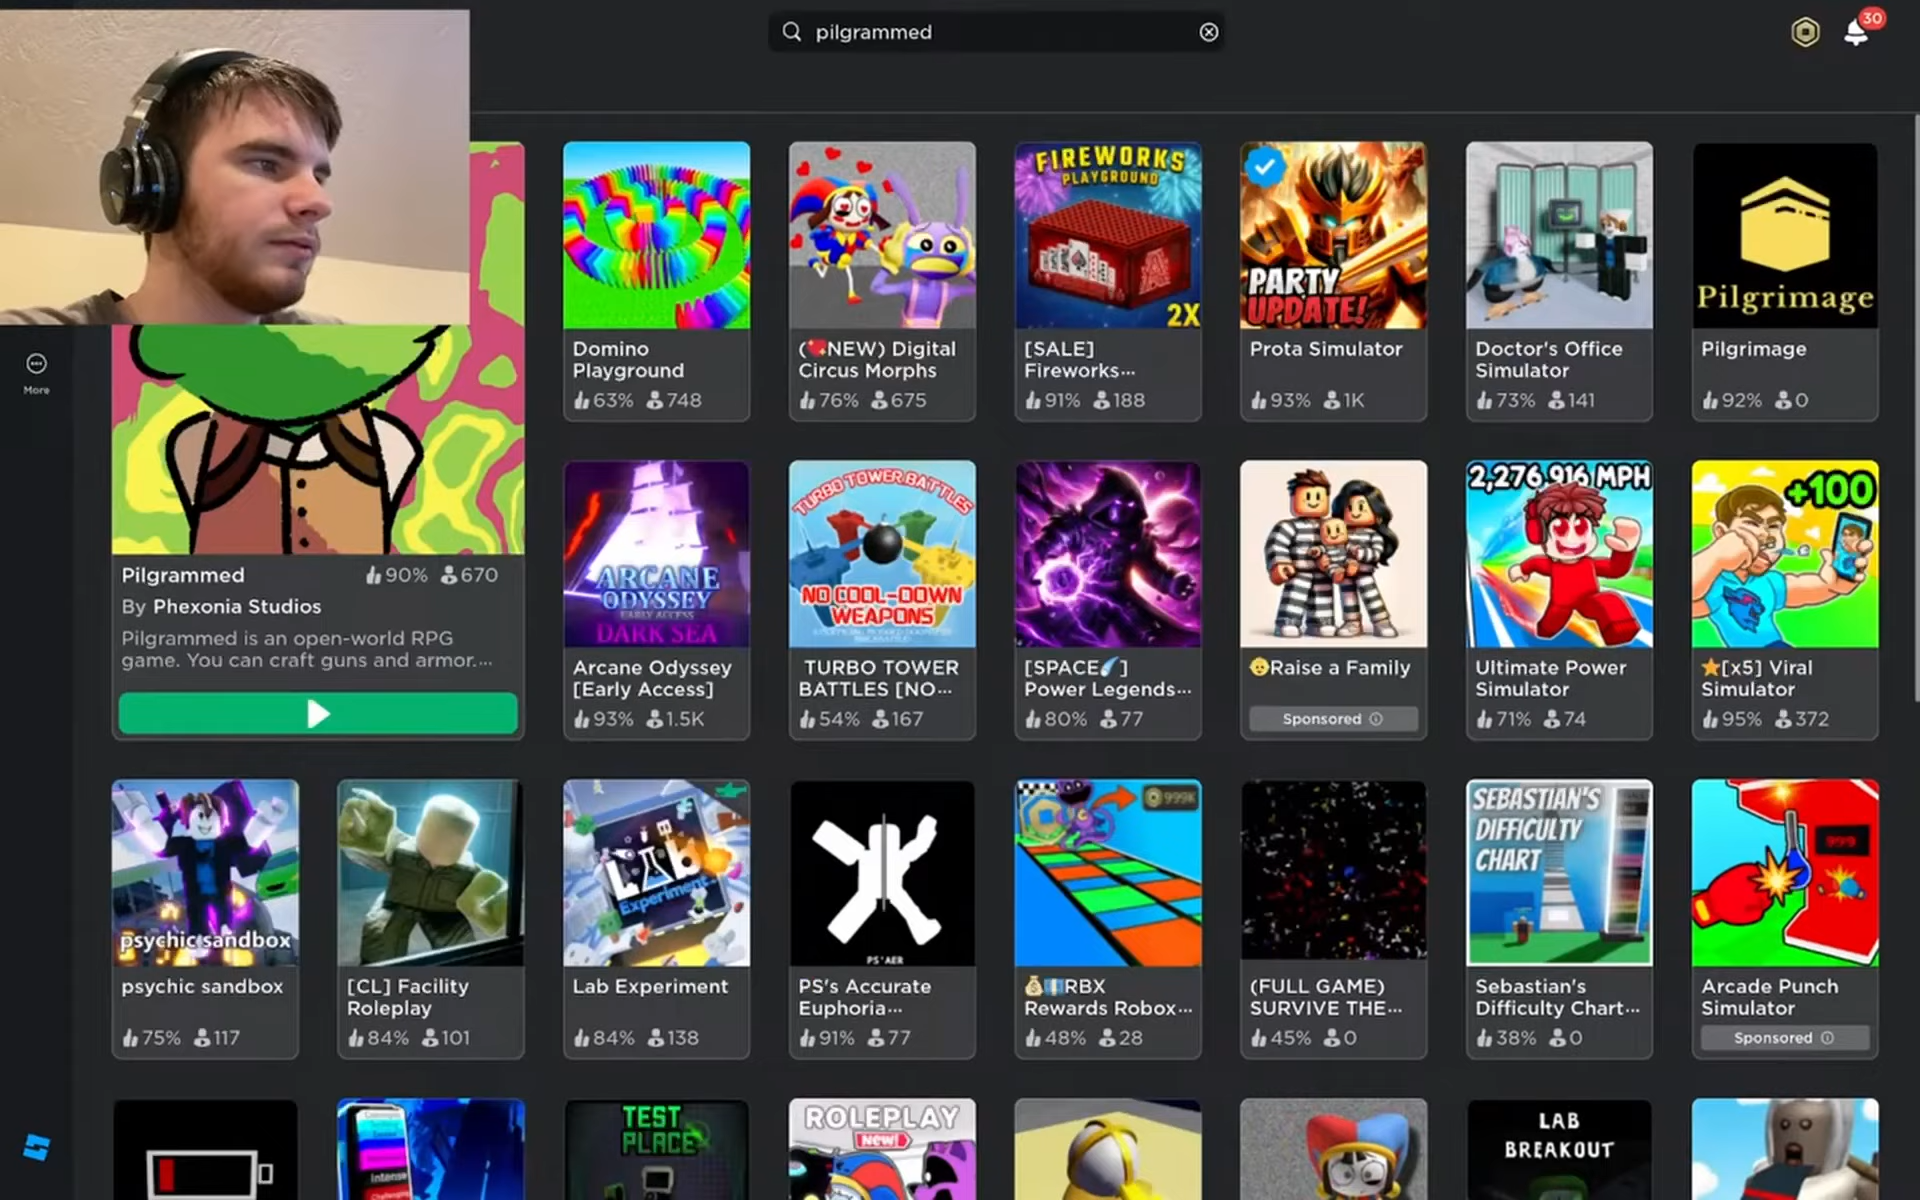 pilgrammed
30
More
FIREWORKS
PLAYGROUND
2X
PARTY
UPDATE!
Pilgrimage
Domino
Playground
63% 748
(NEW) Digital
Circus Morphs
76% 675
[SALE]
Fireworks...
91% 188
Prota Simulator
93% 1K
Doctor's Office
Simulator
73% 141
Pilgrimage
92% 0
Pilgrammed
90% 670
By Phexonia Studios
Pilgrammed is an open-world RPG
game. You can craft guns and armor....
ARCANE
ODYSSEY
EARLY ACCESS
DARK SEA
TURBO TOWER BATTLES
NO COOL-DOWN
WEAPONS
2,276,916 MPH
+100
Arcane Odyssey
[Early Access]
93% 1.5K
TURBO TOWER
BATTLES [NO...
54% 167
[SPACE]
Power Legends...
80% 77
Raise a Family
Sponsored
Ultimate Power
Simulator
71% 74
[x5] Viral
Simulator
95% 372
psychic sandbox
Lab
Experiment
PS'AER
999K
SEBASTIAN'S
DIFFICULTY
CHART
999
psychic sandbox
75% 117
[CL] Facility
Roleplay
84% 101
Lab Experiment
84% 138
PS's Accurate
Euphoria...
91% 77
RBX
Rewards Robox...
48% 28
(FULL GAME)
SURVIVE THE...
45% 0
Sebastian's
Difficulty Chart...
38% 0
Arcade Punch
Simulator
Sponsored
Intense
TEST
PLACE
ROLEPLAY
NEW!
LAB
BREAKOUT